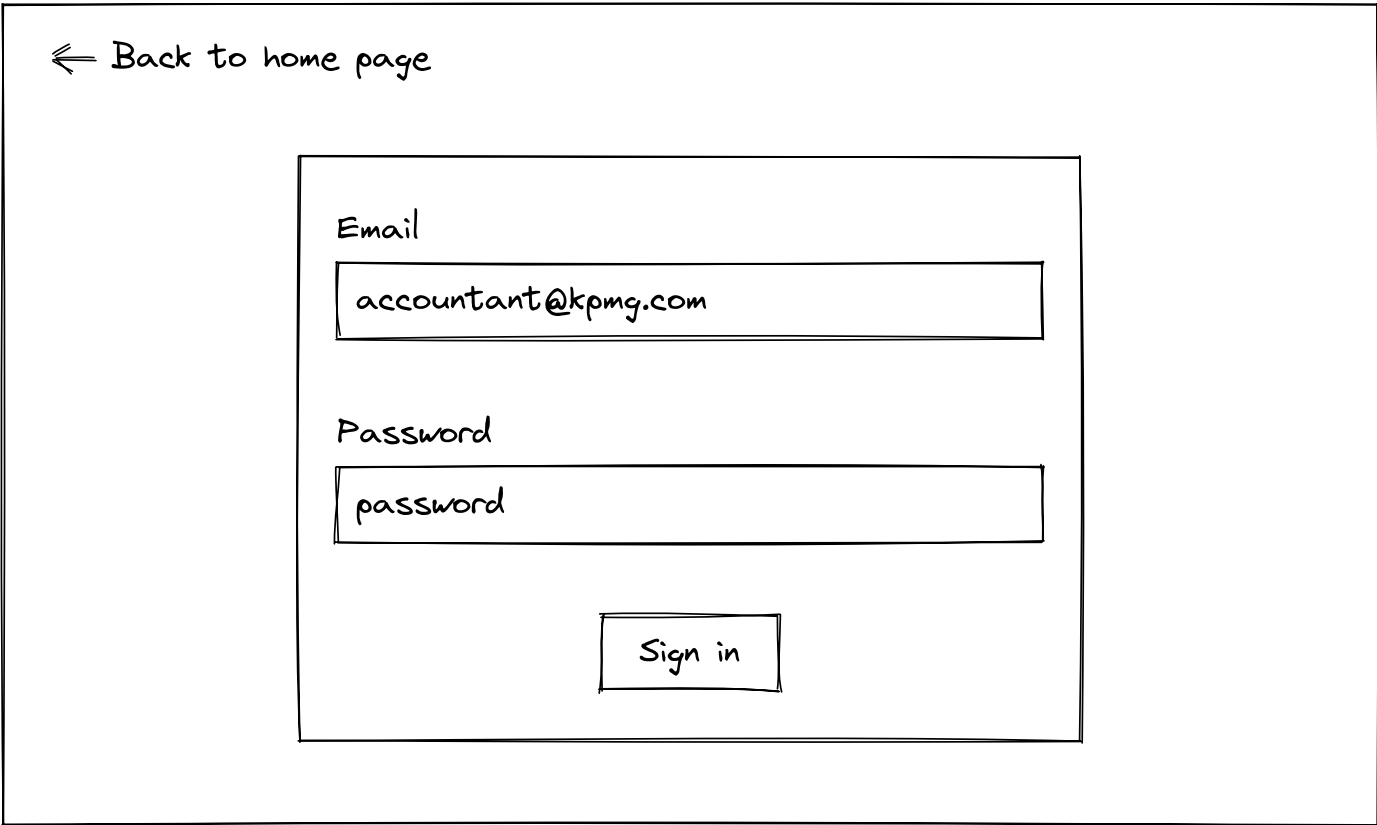 ← Back to home page
Email
accountant@kpmg.com
Password
password
Sign in